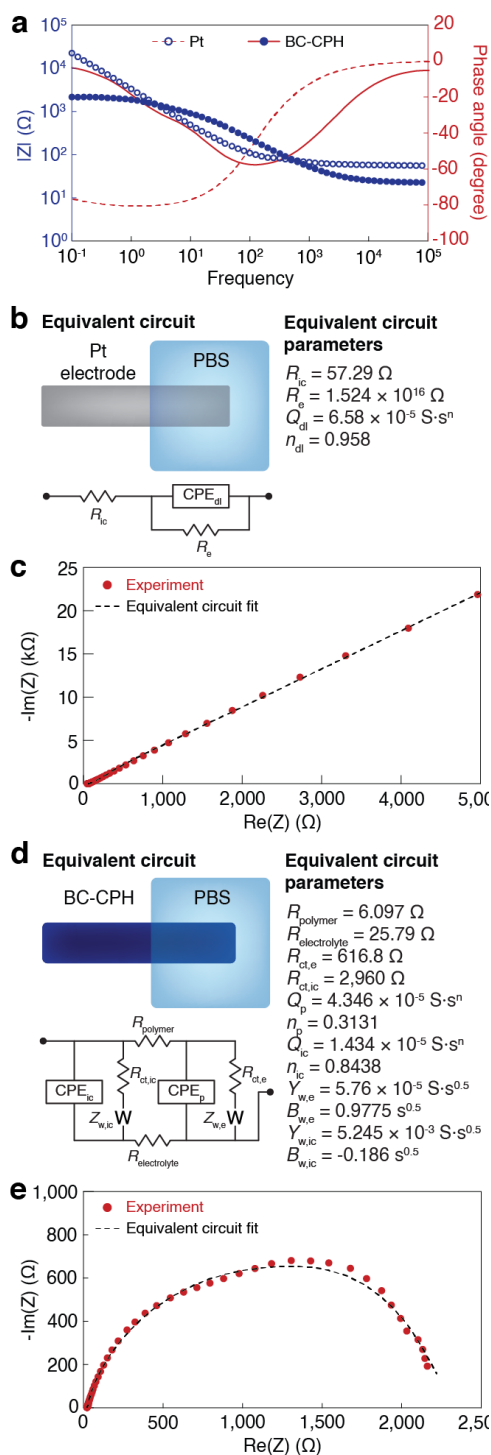 a
Pt
BC-CPH
10⁵
10⁴
10³
10²
10¹
10⁰
|Z| (Ω)
20
0
-20
-40
-60
-80
-100
Phase angle (degree)
10⁻¹ 10⁰ 10¹ 10² 10³ 10⁴ 10⁵
Frequency
b
Equivalent circuit
Pt
electrode
PBS
Equivalent circuit
parameters
R_ic = 57.29 Ω
R_e = 1.524 × 10¹⁶ Ω
Q_dl = 6.58 × 10⁻⁵ S·sⁿ
n_dl = 0.958
R_ic
CPE_dl
R_e
c
Experiment
Equivalent circuit fit
25
20
15
10
5
0
-Im(Z) (kΩ)
0 1,000 2,000 3,000 4,000 5,00
Re(Z) (Ω)
d
Equivalent circuit
BC-CPH
PBS
Equivalent circuit
parameters
R_polymer = 6.097 Ω
R_electrolyte = 25.79 Ω
R_ct,e = 616.8 Ω
R_ct,ic = 2,960 Ω
Q_p = 4.346 × 10⁻⁵ S·sⁿ
n_p = 0.3131
Q_ic = 1.434 × 10⁻⁵ S·sⁿ
n_ic = 0.8438
Y_w,e = 5.76 × 10⁻⁵ S·s^0.5
B_w,e = 0.9775 s^0.5
Y_w,ic = 5.245 × 10⁻³ S·s^0.5
B_w,ic = -0.186 s^0.5
R_polymer
CPE_ic
R_ct,ic
CPE_p
R_ct,e
Z_w,ic W
Z_w,e W
R_electrolyte
e
Experiment
Equivalent circuit fit
1,000
800
600
400
200
0
-Im(Z) (Ω)
0 500 1,000 1,500 2,000 2,500
Re(Z) (Ω)